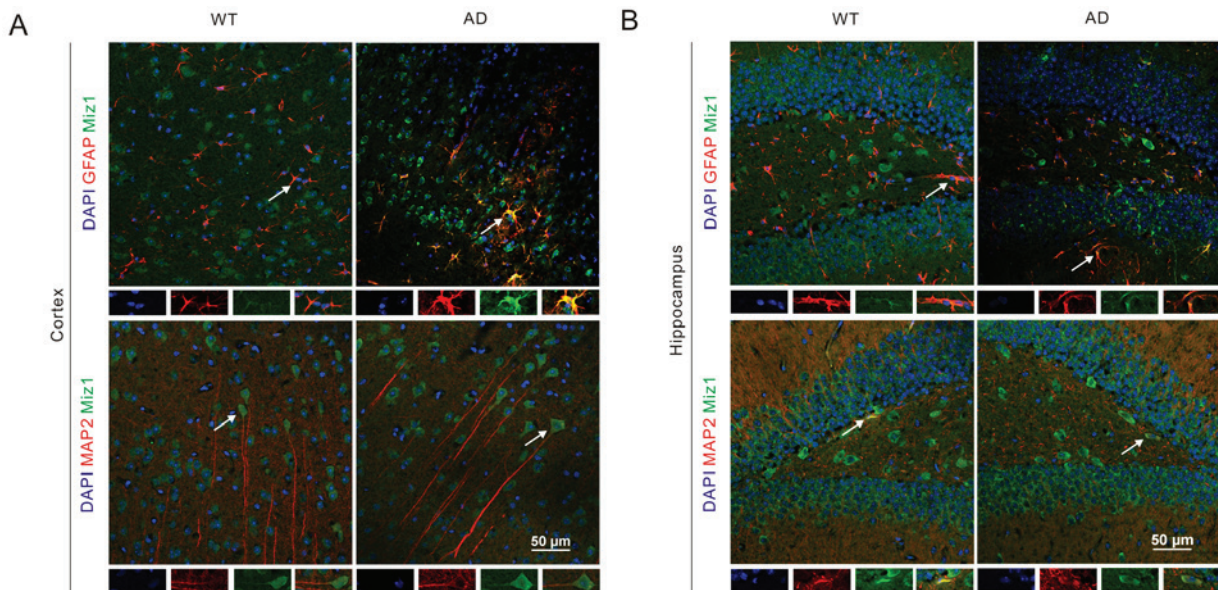 A
WT
AD
DAPI GFAP Miz1
Cortex
DAPI MAP2 Miz1
50 µm
B
WT
AD
DAPI GFAP Miz1
Hippocampus
DAPI MAP2 Miz1
50 µm